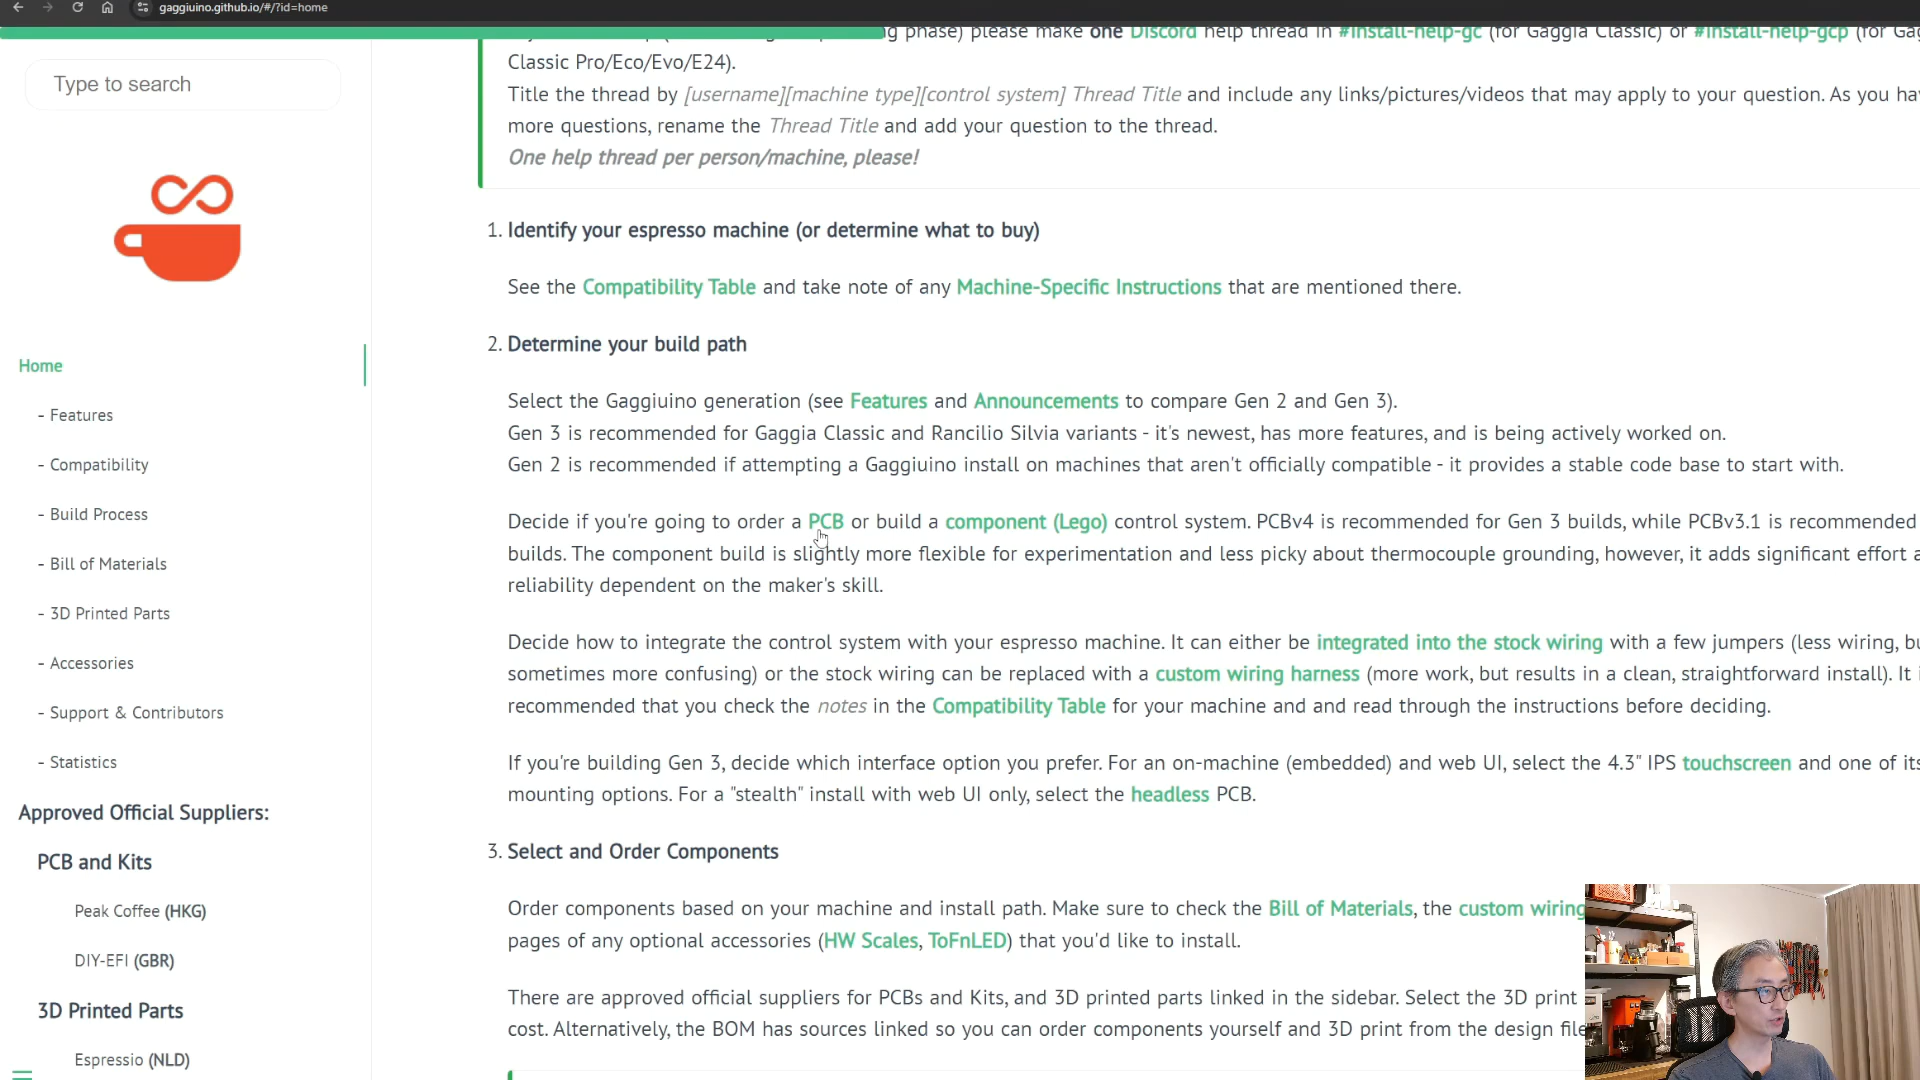 gaggiuino.github.io/#/?id=home
phase) please make one Discord help thread in #install-help-gc (for Gaggia Classic) or #install-help-gcp (for
Type to search
Classic Pro/Eco/Evo/E24).
Title the thread by [username][machine type][control system] Thread Title and include any links/pictures/videos that may apply to your question. As you
more questions, rename the Thread Title and add your question to the thread.
One help thread per person/machine, please!
1. Identify your espresso machine (or determine what to buy)
See the Compatibility Table and take note of any Machine-Specific Instructions that are mentioned there.
2. Determine your build path
Select the Gaggiuino generation (see Features and Announcements to compare Gen 2 and Gen 3).
Gen 3 is recommended for Gaggia Classic and Rancilio Silvia variants - it's newest, has more features, and is being actively worked on.
Gen 2 is recommended if attempting a Gaggiuino install on machines that aren't officially compatible - it provides a stable code base to start with.
Decide if you're going to order a PCB or build a component (Lego) control system. PCBv4 is recommended for Gen 3 builds, while PCBv3.1 is recommended
builds. The component build is slightly more flexible for experimentation and less picky about thermocouple grounding, however, it adds significant effort
reliability dependent on the maker's skill.
Decide how to integrate the control system with your espresso machine. It can either be integrated into the stock wiring with a few jumpers (less wiring,
sometimes more confusing) or the stock wiring can be replaced with a custom wiring harness (more work, but results in a clean, straightforward install). It
recommended that you check the notes in the Compatibility Table for your machine and and read through the instructions before deciding.
If you're building Gen 3, decide which interface option you prefer. For an on-machine (embedded) and web UI, select the 4.3" IPS touchscreen and one of
mounting options. For a "stealth" install with web UI only, select the headless PCB.
3. Select and Order Components
Order components based on your machine and install path. Make sure to check the Bill of Materials, the custom wiring
pages of any optional accessories (HW Scales, ToFnLED) that you'd like to install.
There are approved official suppliers for PCBs and Kits, and 3D printed parts linked in the sidebar. Select the 3D print
cost. Alternatively, the BOM has sources linked so you can order components yourself and 3D print from the design
Home
- Features
- Compatibility
- Build Process
- Bill of Materials
- 3D Printed Parts
- Accessories
- Support & Contributors
- Statistics
Approved Official Suppliers:
PCB and Kits
Peak Coffee (HKG)
DIY-EFI (GBR)
3D Printed Parts
Espressio (NLD)